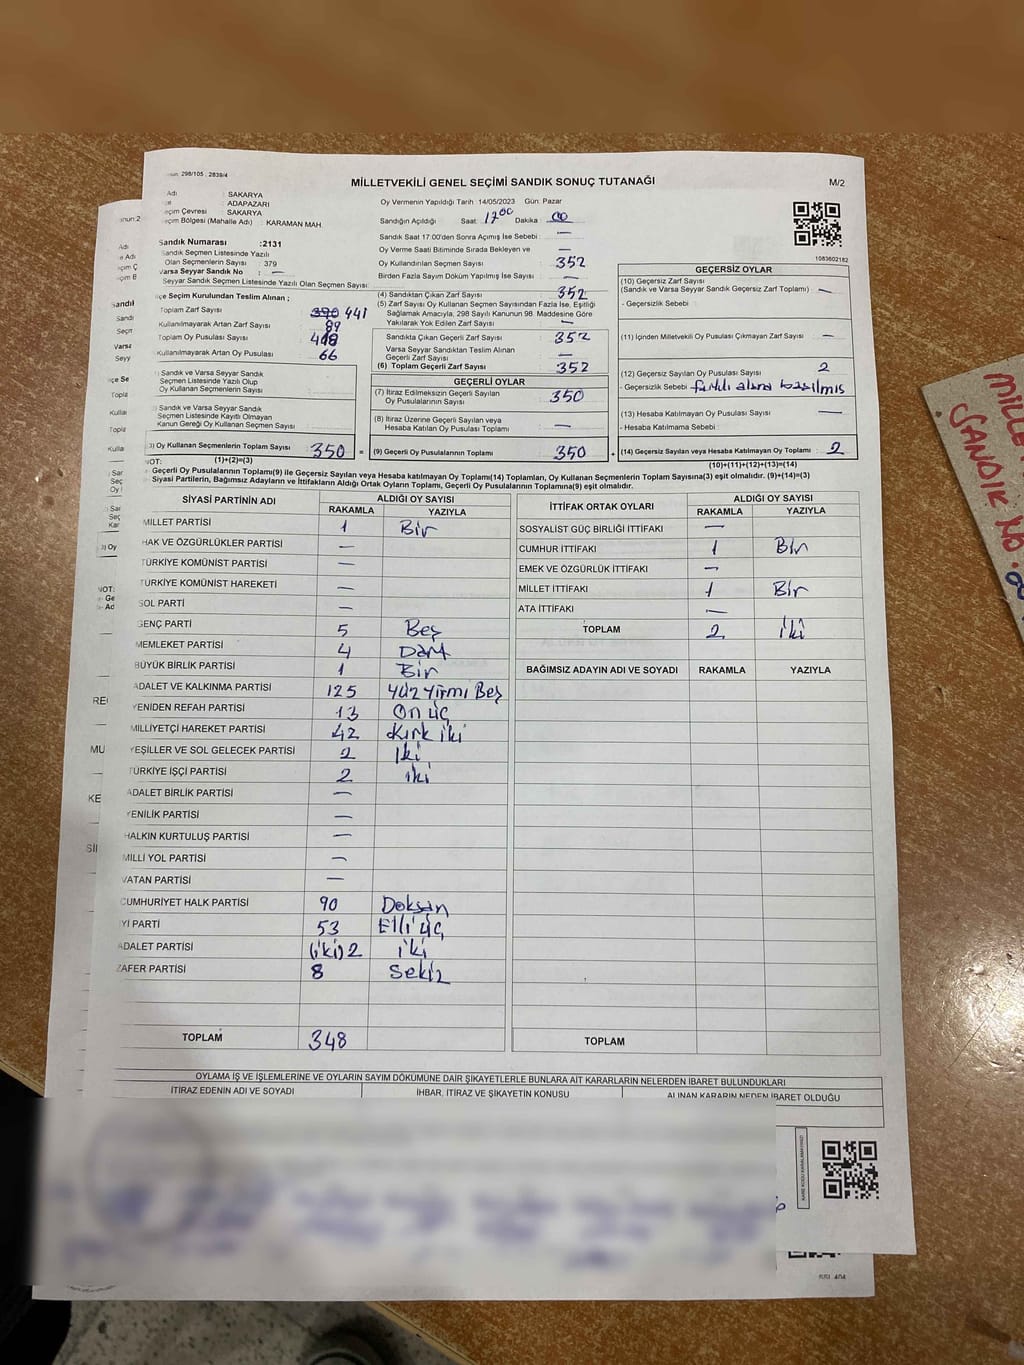 298/105 . 2839/4
MİLLETVEKİLİ GENEL SEÇİMİ SANDIK SONUÇ TUTANAĞI
M/2
Adı : SAKARYA
: ADAPAZARI
Seçim Çevresi : SAKARYA
Seçim Bölgesi (Mahalle Adı) : KARAMAN MAH.
Oy Vermenin Yapıldığı Tarih 14/05/2023 Gün: Pazar
Sandığın Açıldığı Saat: 17 00 Dakika: 00
Sandık Saat 17:00'den Sonra Açımış İse Sebebi : —
Oy Verme Saati Bitiminde Sırada Bekleyen ve —
Oy Kullandırılan Seçmen Sayısı 352
Birden Fazla Sayım Döküm Yapılmış İse Sayısı : —
1083602182
Sandık Numarası :2131
Sandık Seçmen Listesinde Yazılı
Olan Seçmenlerin Sayısı : 379
Varsa Seyyar Sandık No : —
Seyyar Sandık Seçmen Listesinde Yazılı Olan Seçmen Sayısı:
İlçe Seçim Kurulundan Teslim Alınan ;
Toplam Zarf Sayısı 390 441
Kullanılmayarak Artan Zarf Sayısı 89
Toplam Oy Pusulası Sayısı 418
Kullanılmayarak Artan Oy Pusulası 66
(4) Sandıktan Çıkan Zarf Sayısı : 352
(5) Zarf Sayısı Oy Kullanan Seçmen Sayısından Fazla İse, Eşitliği
Sağlamak Amacıyla, 298 Sayılı Kanunun 98. Maddesine Göre
Yakılarak Yok Edilen Zarf Sayısı : —
Sandıkta Çıkan Geçerli Zarf Sayısı : 352
Varsa Seyyar Sandıktan Teslim Alınan
Geçerli Zarf Sayısı : —
(6) Toplam Geçerli Zarf Sayısı : 352
GEÇERLİ OYLAR
(7) İtiraz Edilmeksizin Geçerli Sayılan
Oy Pusulalarının Sayısı : 350
(8) İtiraz Üzerine Geçerli Sayılan veya
Hesaba Katılan Oy Pusulası Toplamı : —
(9) Geçerli Oy Pusulalarının Toplamı : 350
GEÇERSİZ OYLAR
(10) Geçersiz Zarf Sayısı
(Sandık ve Varsa Seyyar Sandık Geçersiz Zarf Toplamı) : —
- Geçersizlik Sebebi :
(11) İçinden Milletvekili Oy Pusulası Çıkmayan Zarf Sayısı : —
(12) Geçersiz Sayılan Oy Pusulası Sayısı : 2
- Geçersizlik Sebebi : farklı alana basılmış
(13) Hesaba Katılmayan Oy Pusulası Sayısı : —
- Hesaba Katılmama Sebebi :
(14) Geçersiz Sayılan veya Hesaba Katılmayan Oy Toplamı : 2
(10)+(11)+(12)+(13)=(14)
Sandık ve Varsa Seyyar Sandık
Seçmen Listesinde Yazılı Olup
Oy Kullanan Seçmenlerin Sayısı :
Sandık ve Varsa Seyyar Sandık
Seçmen Listesinde Kayıtlı Olmayan
Kanun Gereği Oy Kullanan Seçmen Sayısı :
3) Oy Kullanan Seçmenlerin Toplam Sayısı : 350
(1)+(2)=(3)
NOT:
- Geçerli Oy Pusulalarının Toplamı(9) ile Geçersiz Sayılan veya Hesaba katılmayan Oy Toplamı(14) Toplamları, Oy Kullanan Seçmenlerin Toplam Sayısına(3) eşit olmalıdır. (9)+(14)=(3)
- Siyasi Partilerin, Bağımsız Adayların ve İttifakların Aldığı Ortak Oyların Toplamı, Geçerli Oy Pusulalarının Toplamına(9) eşit olmalıdır.
SİYASİ PARTİNİN ADI ALDIĞI OY SAYISI
RAKAMLA YAZIYLA
MİLLET PARTİSİ 1 Bir
HAK VE ÖZGÜRLÜKLER PARTİSİ —
TÜRKİYE KOMÜNİST PARTİSİ —
TÜRKİYE KOMÜNİST HAREKETİ —
SOL PARTİ —
GENÇ PARTİ 5 Beş
MEMLEKET PARTİSİ 4 Dört
BÜYÜK BİRLİK PARTİSİ 1 Bir
ADALET VE KALKINMA PARTİSİ 125 Yüz Yirmi Beş
YENİDEN REFAH PARTİSİ 13 On üç
MİLLİYETÇİ HAREKET PARTİSİ 42 Kırk iki
YEŞİLLER VE SOL GELECEK PARTİSİ 2 İki
TÜRKİYE İŞÇİ PARTİSİ 2 iki
ADALET BİRLİK PARTİSİ —
YENİLİK PARTİSİ —
HALKIN KURTULUŞ PARTİSİ —
MİLLİ YOL PARTİSİ —
VATAN PARTİSİ —
CUMHURİYET HALK PARTİSİ 90 Doksan
İYİ PARTİ 53 Elli üç
ADALET PARTİSİ (iki) 2 iki
ZAFER PARTİSİ 8 Sekiz
TOPLAM 348
İTTİFAK ORTAK OYLARI ALDIĞI OY SAYISI
RAKAMLA YAZIYLA
SOSYALİST GÜÇ BİRLİĞİ İTTİFAKI —
CUMHUR İTTİFAKI 1 Bir
EMEK VE ÖZGÜRLÜK İTTİFAKI —
MİLLET İTTİFAKI 1 Bir
ATA İTTİFAKI —
TOPLAM 2 İki
BAĞIMSIZ ADAYIN ADI VE SOYADI RAKAMLA YAZIYLA
TOPLAM
OYLAMA İŞ VE İŞLEMLERİNE VE OYLARIN SAYIM DÖKÜMÜNE DAİR ŞİKAYETLERLE BUNLARA AİT KARARLARIN NELERDEN İBARET BULUNDUKLARI
İTİRAZ EDENİN ADI VE SOYADI İHBAR, İTİRAZ VE ŞİKAYETİN KONUSU ALINAN KARARIN NEDEN İBARET OLDUĞU
KARE KODU KARALAMAYINIZ!
SANDIK NO: